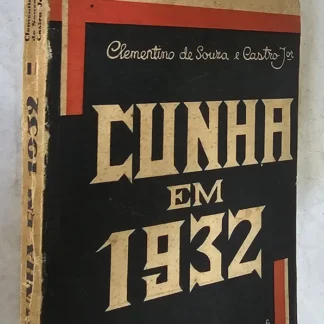 Clementino de Souza e Castro Jor
CUNHA
EM
1932
CUNHA EM 1932